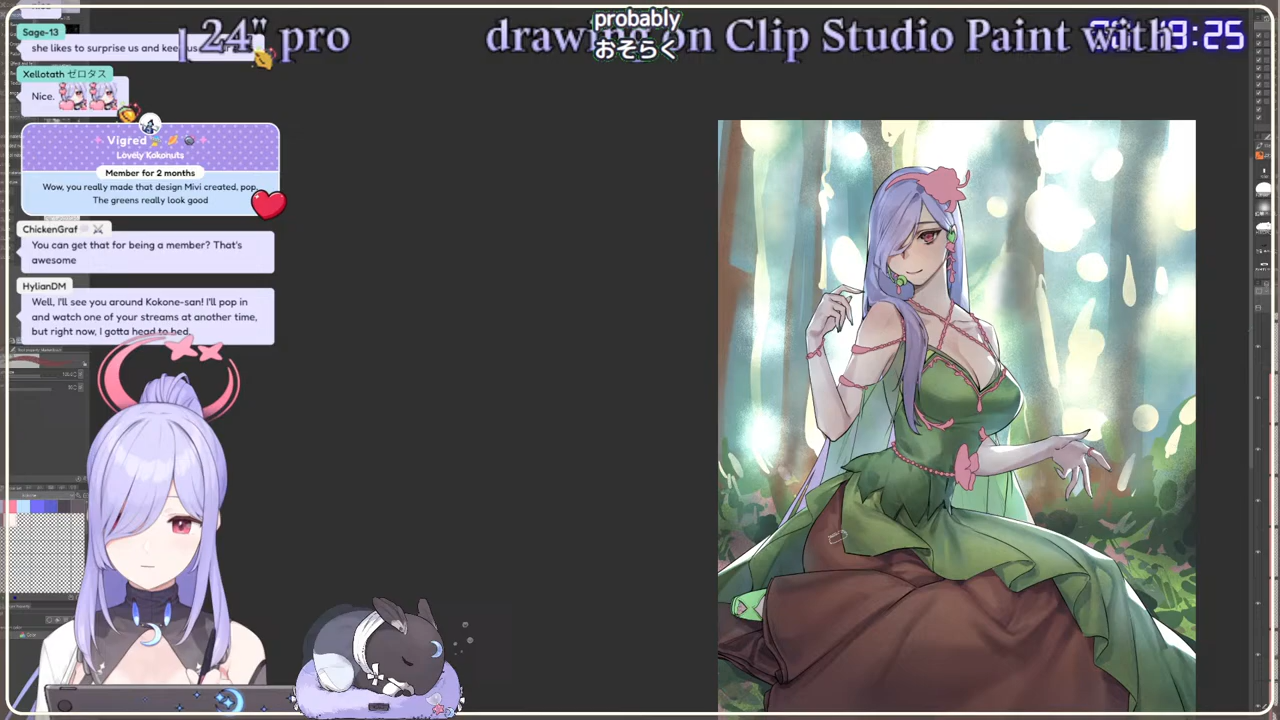 probably
おそらく
24" pro
drawing on Clip Studio Paint with
3:25
Sage-13
she likes to surprise us and
Xellotath ゼロタス
Nice.
Vigred
Lovely Kokonuts
Member for 2 months
Wow, you really made that design Mivi created, pop.
The greens really look good
ChickenGraf
You can get that for being a member? That's
awesome
HylianDM
Well, I'll see you around Kokone-san! I'll pop in
and watch one of your streams at another time,
but right now, I gotta head to bed.